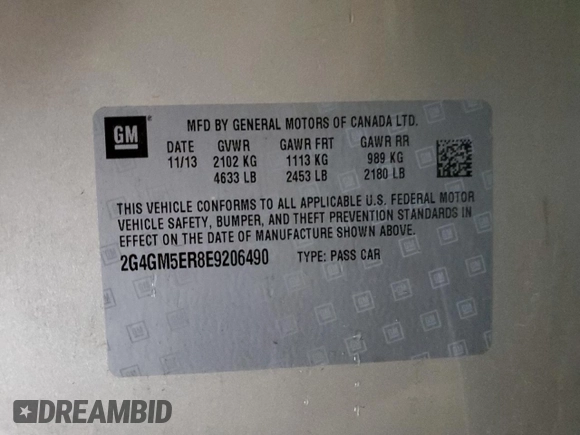 GM
MFD BY GENERAL MOTORS OF CANADA LTD.
DATE GVWR GAWR FRT GAWR RR
11/13 2102 KG 1113 KG 989 KG
4633 LB 2453 LB 2180 LB
THIS VEHICLE CONFORMS TO ALL APPLICABLE U.S. FEDERAL MOTOR
VEHICLE SAFETY, BUMPER, AND THEFT PREVENTION STANDARDS IN
EFFECT ON THE DATE OF MANUFACTURE SHOWN ABOVE.
2G4GM5ER8E9206490 TYPE: PASS CAR
DREAMBID